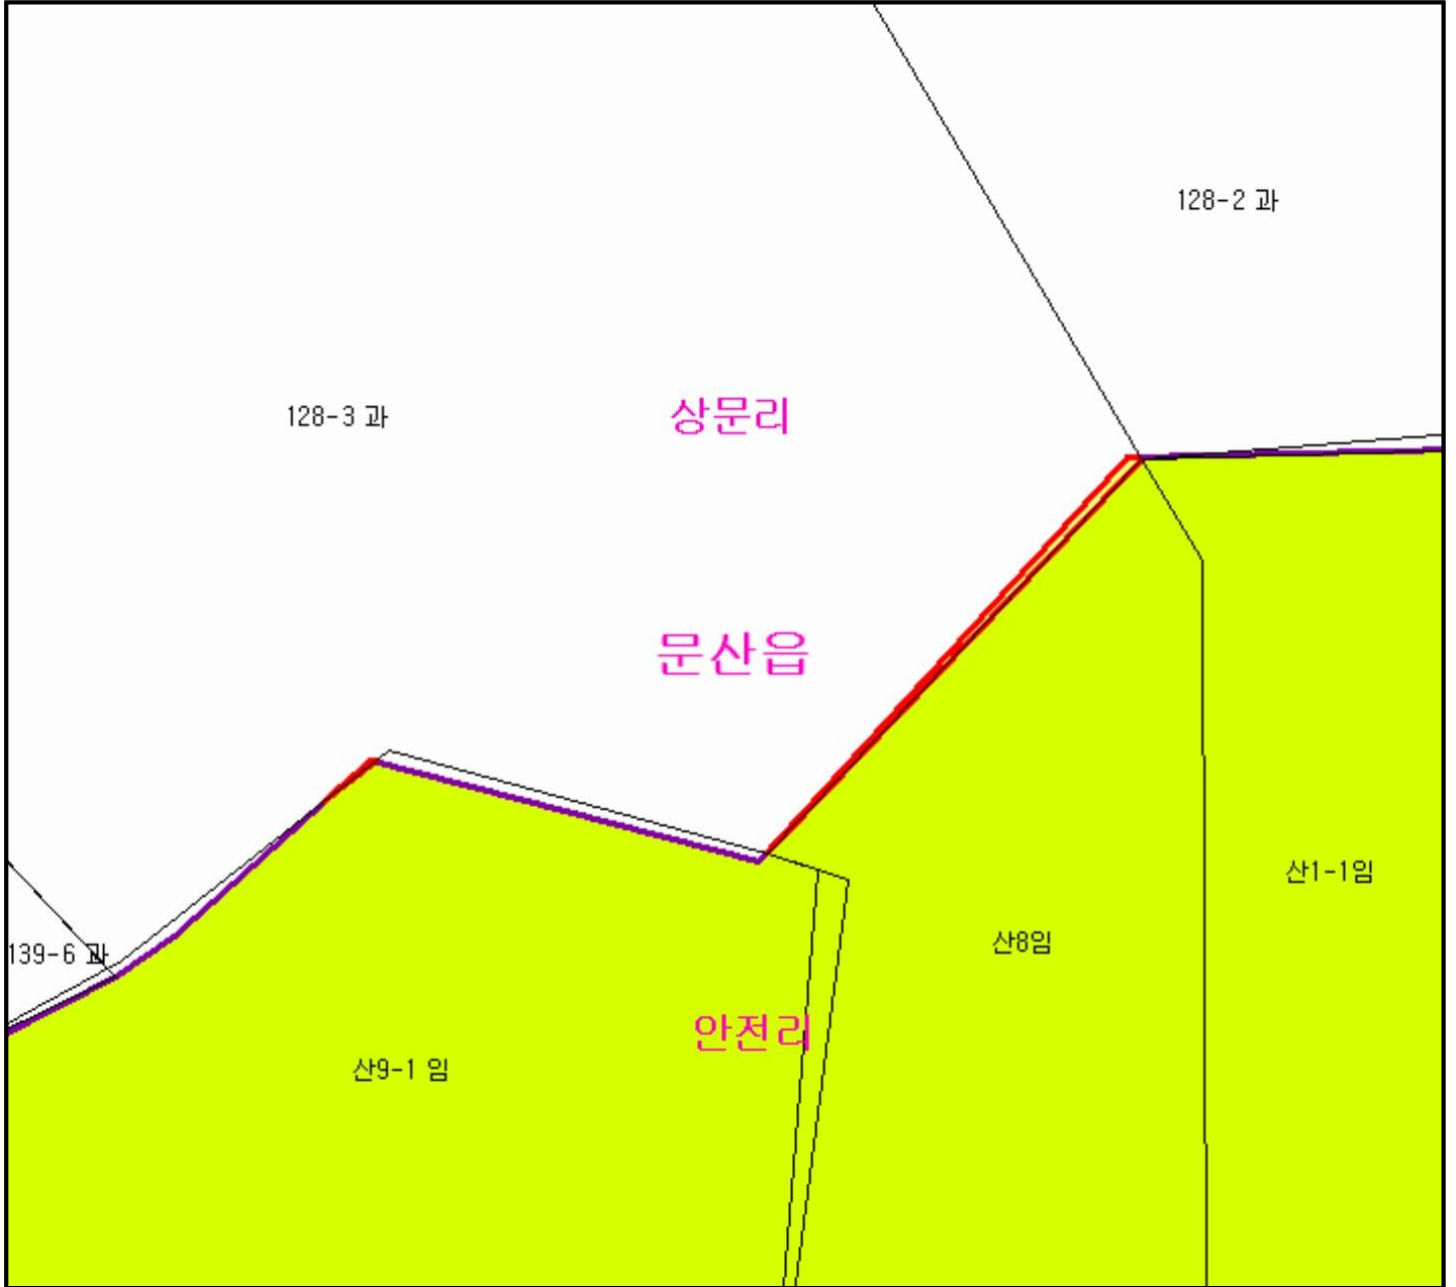 128-2 과
128-3 과
상문리
문산읍
산1-1임
산8임
139-6 과
안전리
산9-1 임